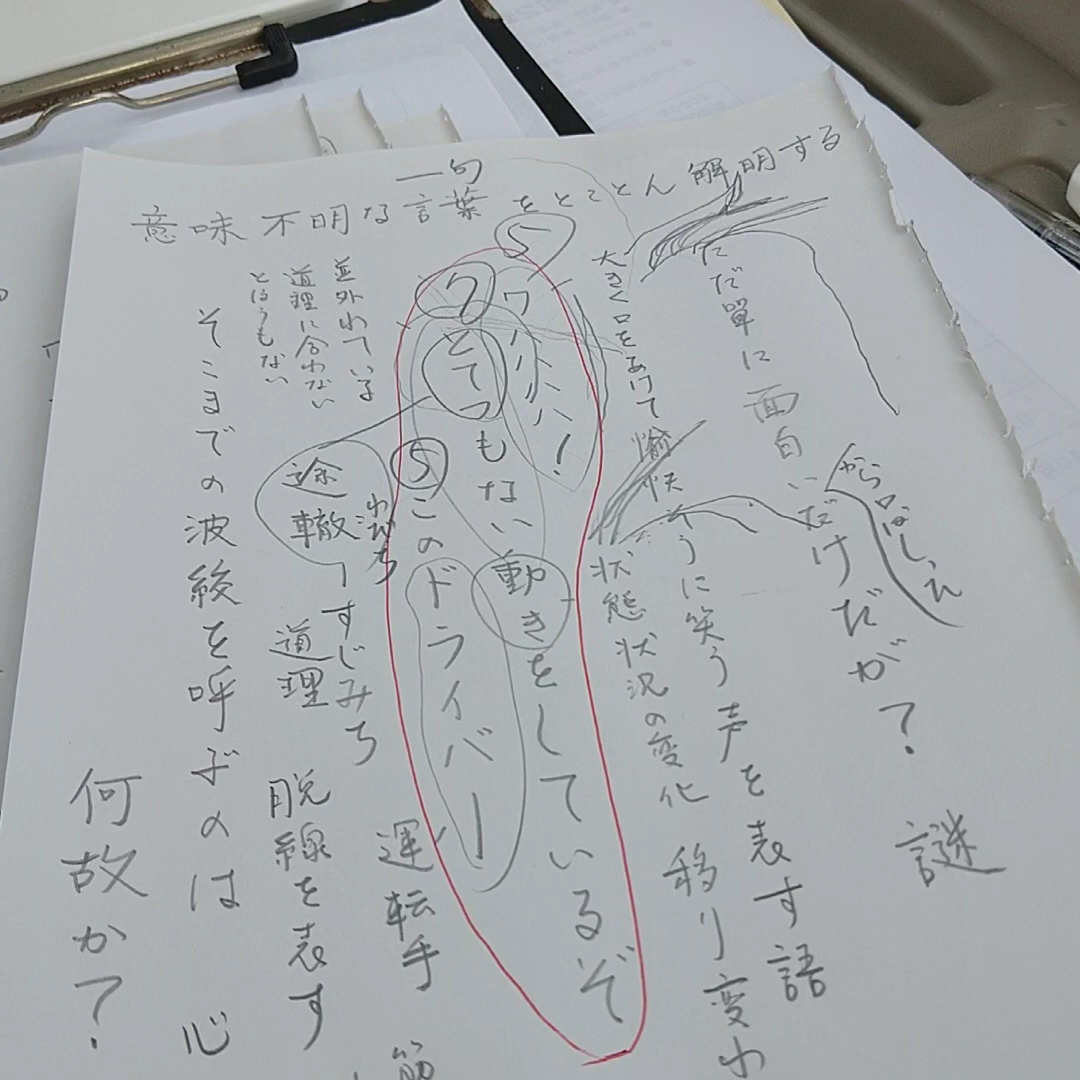 一句
意味不明な言葉をとことん解明する
ただ単に面白いだけだが?
謎
大きく口をあけて愉快そうに笑う声を表す語
状態状況の変化 移り変わ
5
ワハハハ!
7
とてつもない動きをしているぞ
5
このドライバー
運転手
筋
並外れている
道理に合わない
とほうもない
途轍
わだち
すじみち
道理
脱線を表す
そこまでの波紋を呼ぶのは
心
何故か?